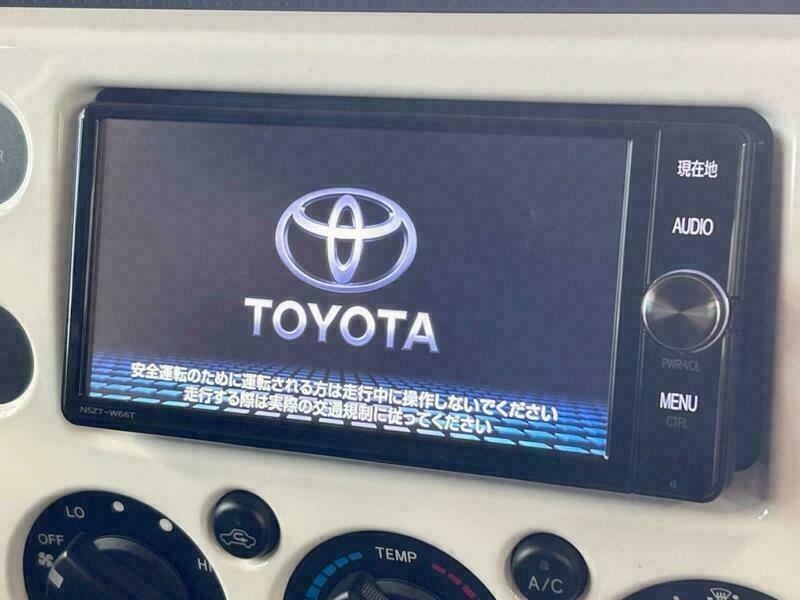 現在地
AUDIO
TOYOTA
PWR-VOL
安全運転のために運転される方は走行中に操作しないでください
走行する際は実際の交通規制に従ってください
MENU
CTRL
NSZT-W66T
LO
OFF
HI
TEMP
A/C